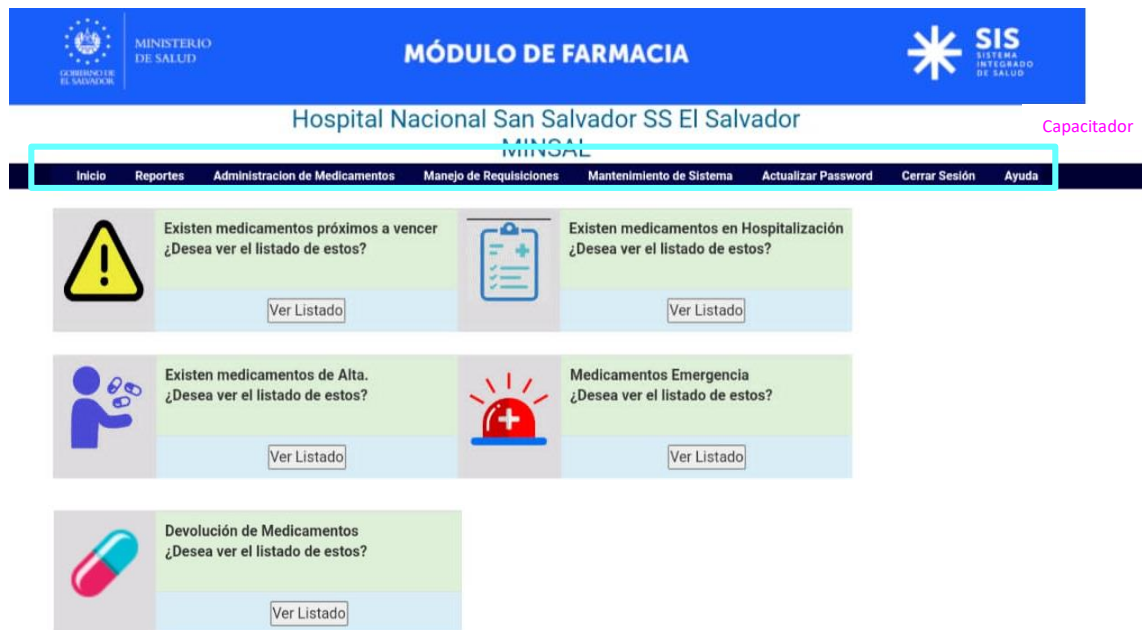 GOBIERNO DE
EL SALVADOR
MINISTERIO
DE SALUD
MÓDULO DE FARMACIA
SIS
SISTEMA
INTEGRADO
DE SALUD
Hospital Nacional San Salvador SS El Salvador
MINSAL
Capacitador
Inicio Reportes Administracion de Medicamentos Manejo de Requisiciones Mantenimiento de Sistema Actualizar Password Cerrar Sesión Ayuda
Existen medicamentos próximos a vencer
¿Desea ver el listado de estos?
Ver Listado
Existen medicamentos en Hospitalización
¿Desea ver el listado de estos?
Ver Listado
Existen medicamentos de Alta.
¿Desea ver el listado de estos?
Ver Listado
Medicamentos Emergencia
¿Desea ver el listado de estos?
Ver Listado
Devolución de Medicamentos
¿Desea ver el listado de estos?
Ver Listado